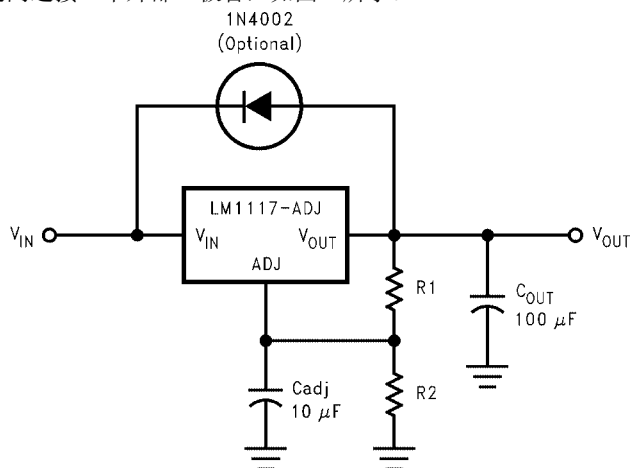 1N4002
(Optional)
LM1117-ADJ
V_IN
V_IN
V_OUT
V_OUT
ADJ
R1
C_OUT
100 μF
Cadj
10 μF
R2